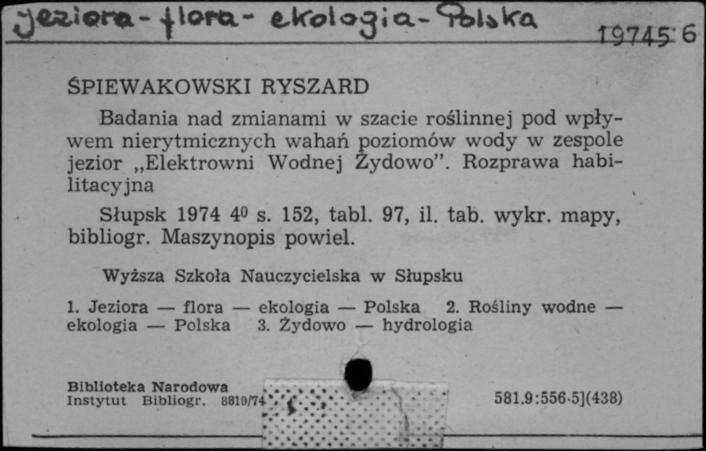 jeziora - flora - ekologia - Polska
19745 6
ŚPIEWAKOWSKI RYSZARD
Badania nad zmianami w szacie roślinnej pod wpły-
wem nierytmicznych wahań poziomów wody w zespole
jezior „Elektrowni Wodnej Żydowo”. Rozprawa habi-
litacyjna
Słupsk 1974 4⁰ s. 152, tabl. 97, il. tab. wykr. mapy,
bibliogr. Maszynopis powiel.
Wyższa Szkoła Nauczycielska w Słupsku
1. Jeziora — flora — ekologia — Polska 2. Rośliny wodne —
ekologia — Polska 3. Żydowo — hydrologia
Biblioteka Narodowa
Instytut Bibliogr. 8810/74
581.9:556.5](438)